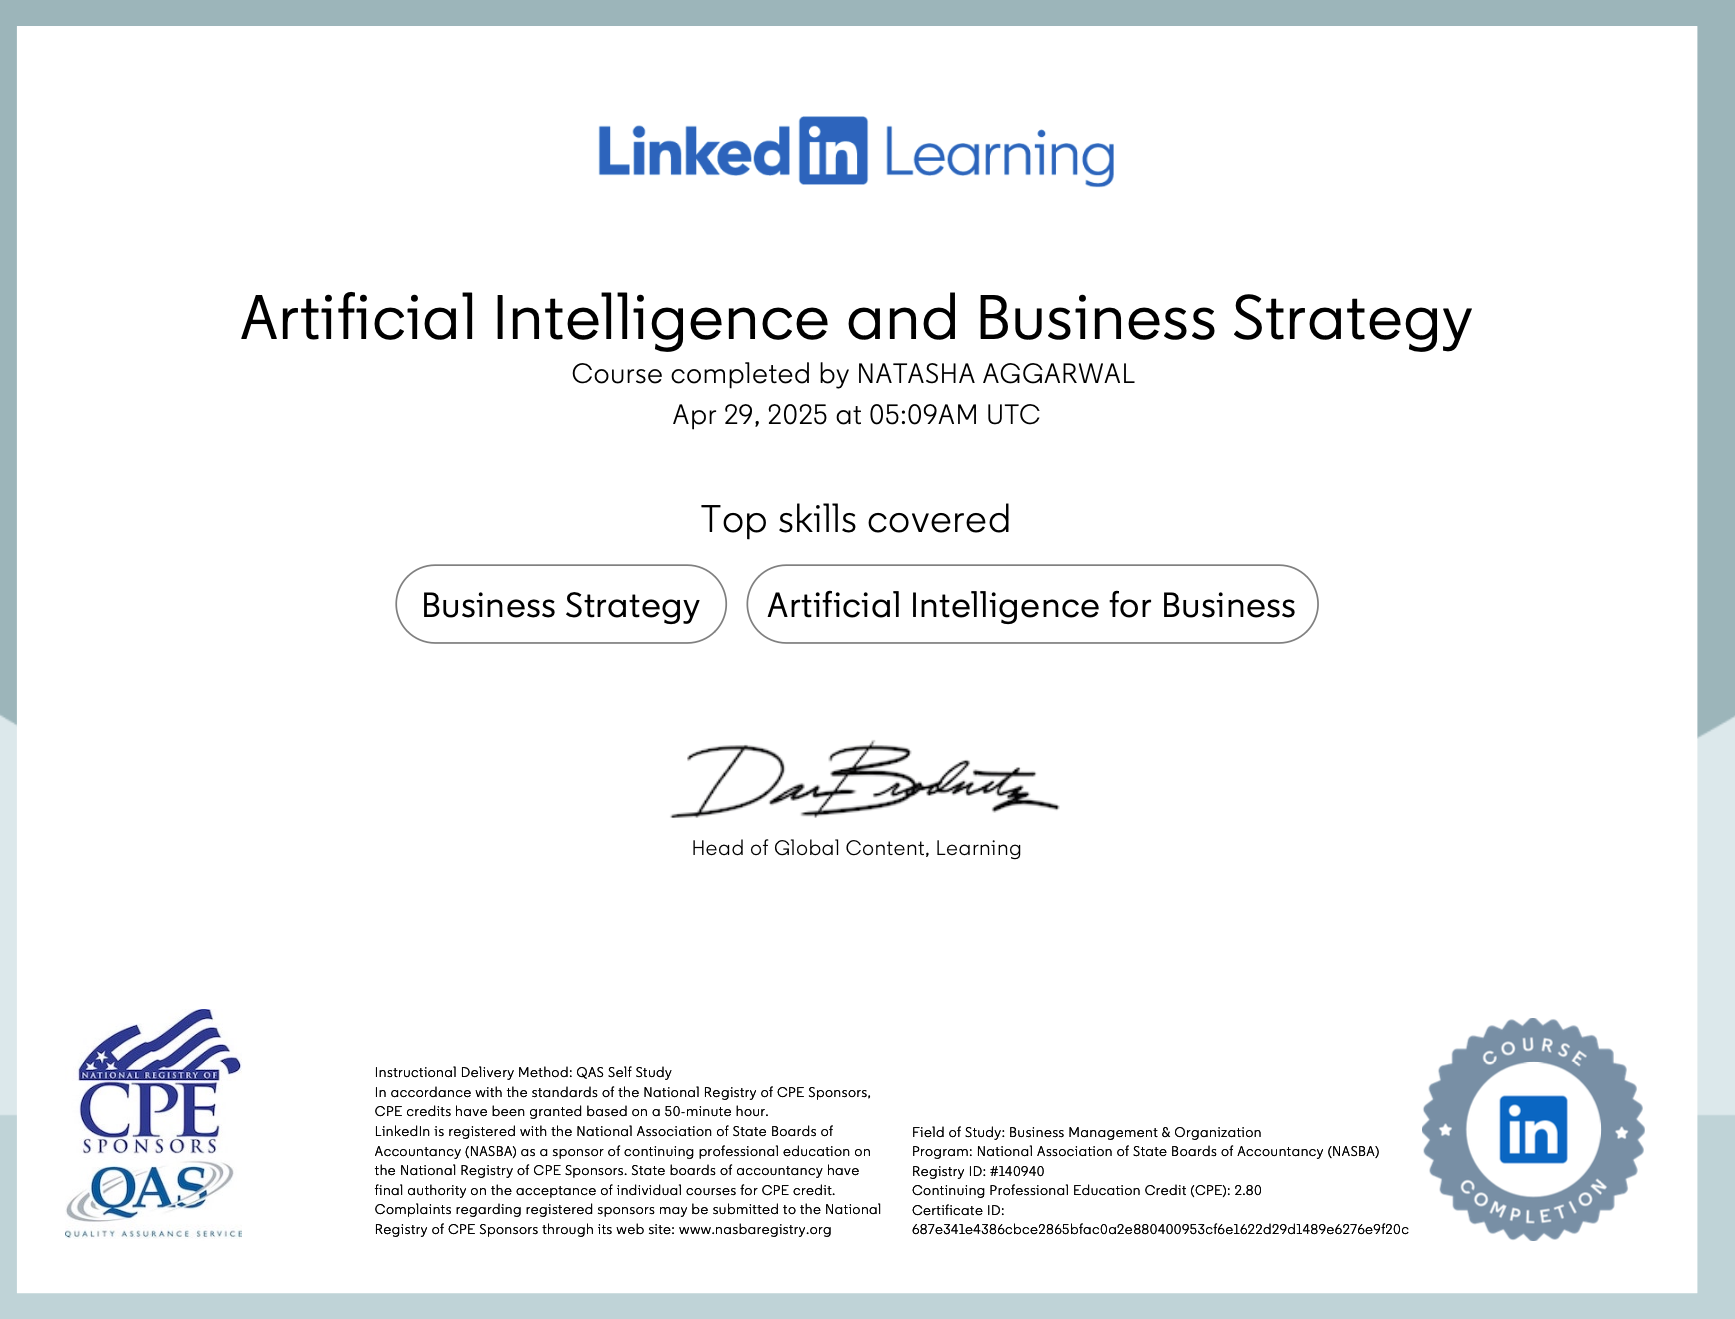 Linked in Learning
Artificial Intelligence and Business Strategy
Course completed by NATASHA AGGARWAL
Apr 29, 2025 at 05:09AM UTC
Top skills covered
Business Strategy
Artificial Intelligence for Business
Dan Brodnitz
Head of Global Content, Learning
NATIONAL REGISTRY OF
CPE
SPONSORS
QAS
QUALITY ASSURANCE SERVICE
Instructional Delivery Method: QAS Self Study
In accordance with the standards of the National Registry of CPE Sponsors,
CPE credits have been granted based on a 50-minute hour.
LinkedIn is registered with the National Association of State Boards of
Accountancy (NASBA) as a sponsor of continuing professional education on
the National Registry of CPE Sponsors. State boards of accountancy have
final authority on the acceptance of individual courses for CPE credit.
Complaints regarding registered sponsors may be submitted to the National
Registry of CPE Sponsors through its web site: www.nasbaregistry.org
Field of Study: Business Management & Organization
Program: National Association of State Boards of Accountancy (NASBA)
Registry ID: #140940
Continuing Professional Education Credit (CPE): 2.80
Certificate ID:
687e341e4386cbce2865bfac0a2e880400953cf6e1622d29d1489e6276e9f20c
COURSE
in
COMPLETION